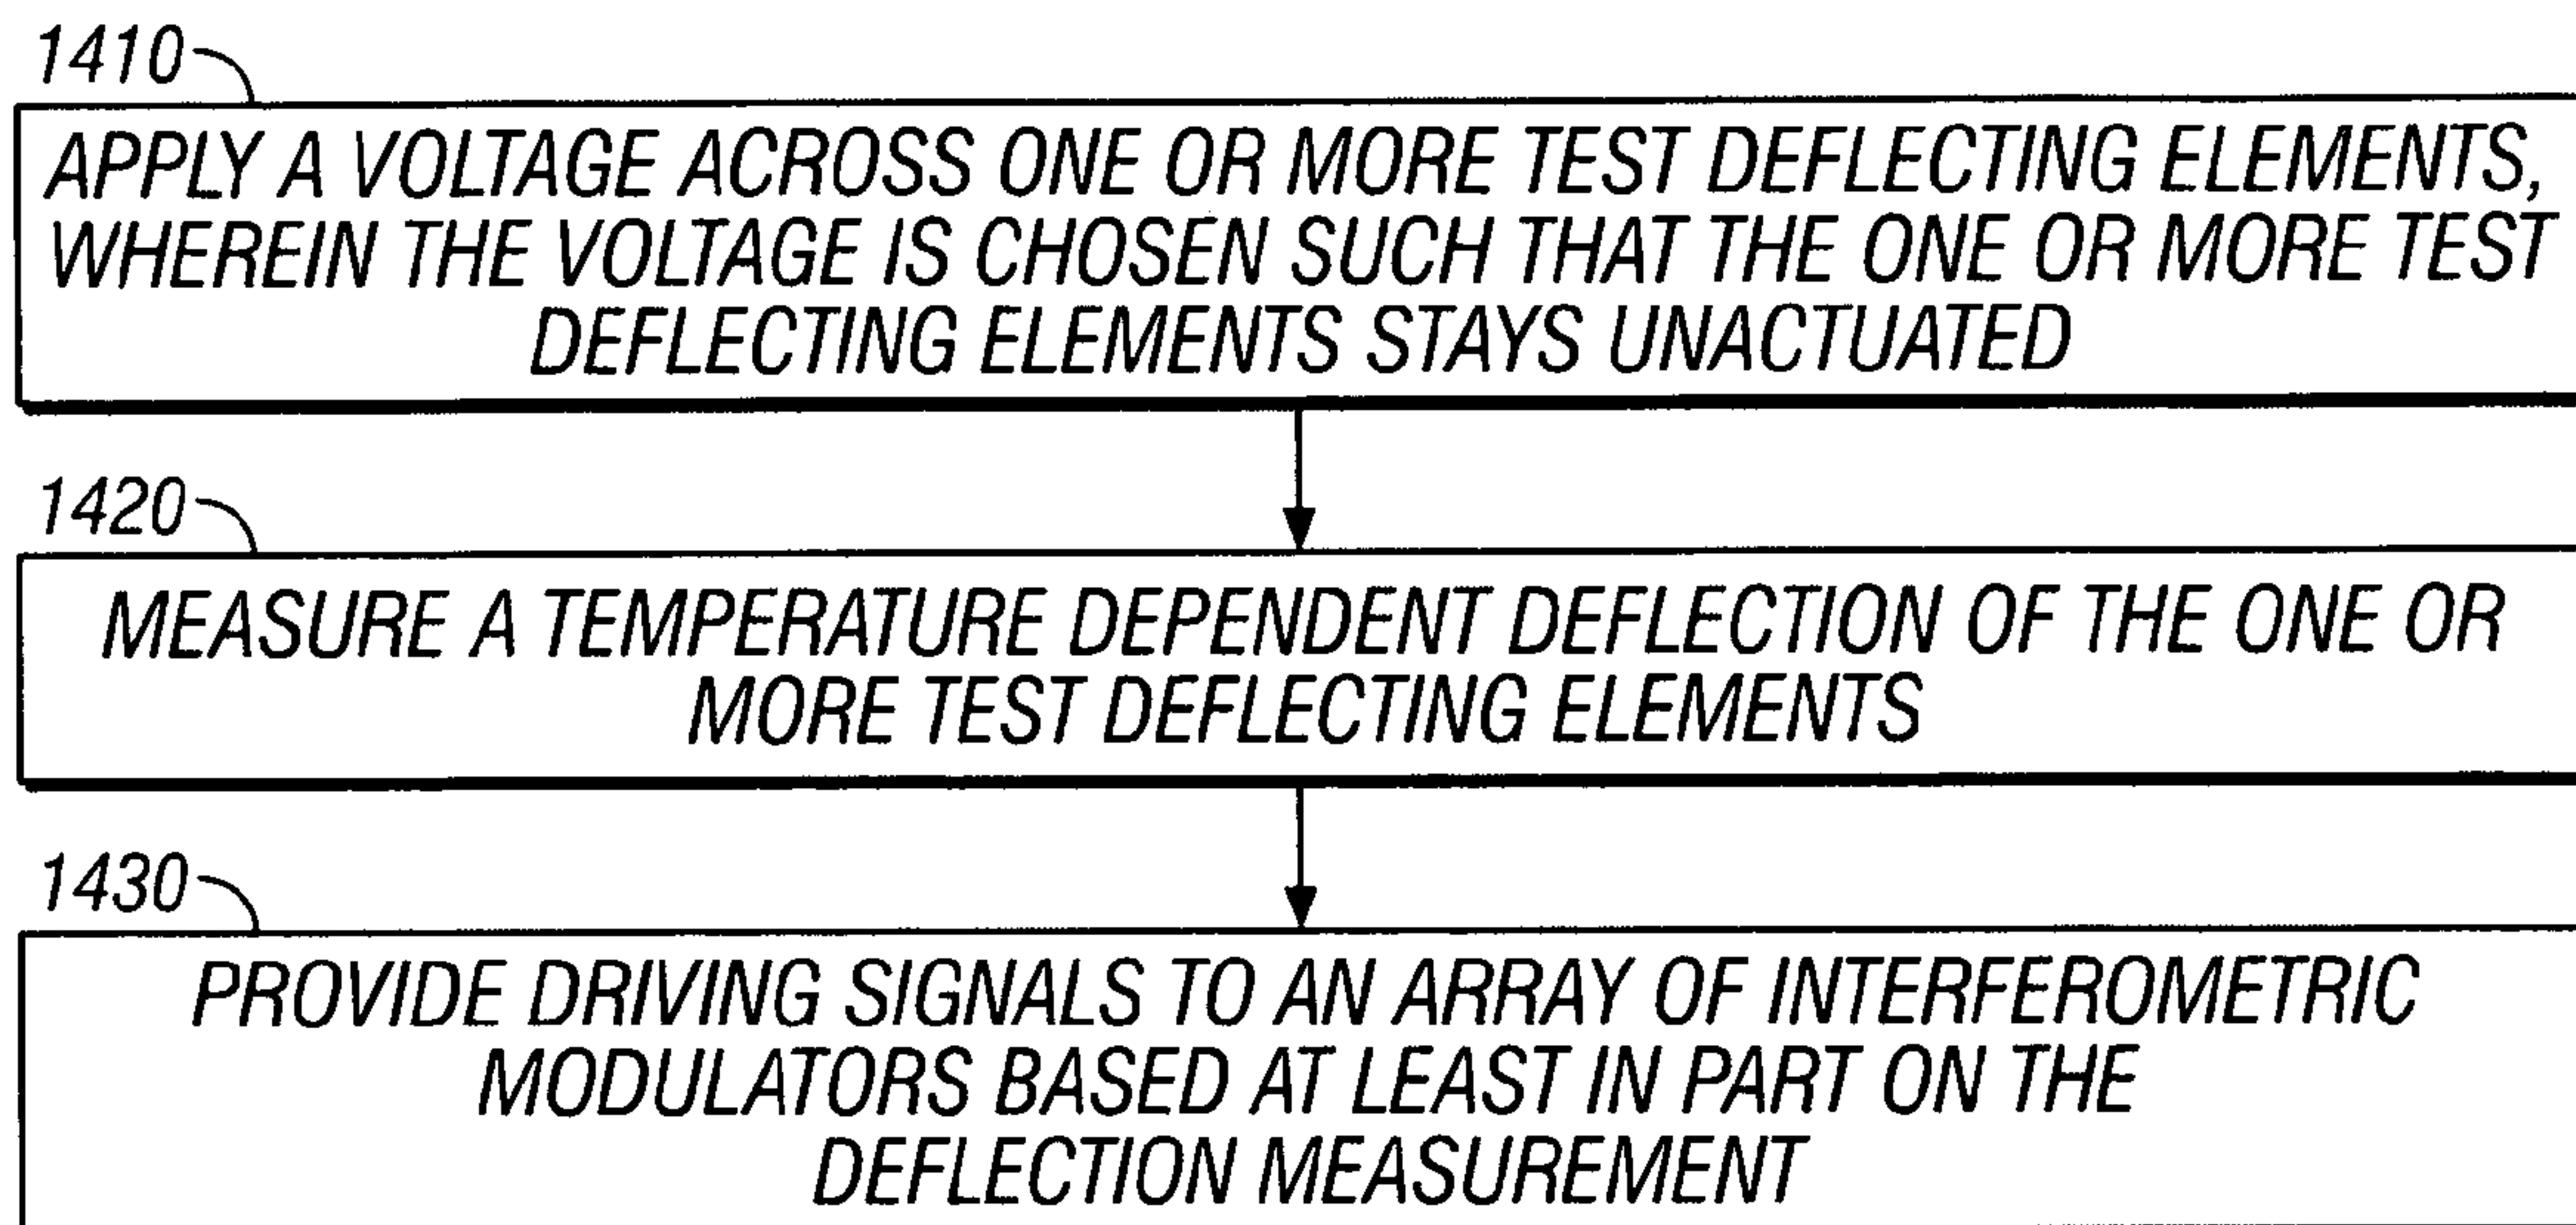 1410
APPLY A VOLTAGE ACROSS ONE OR MORE TEST DEFLECTING ELEMENTS,
WHEREIN THE VOLTAGE IS CHOSEN SUCH THAT THE ONE OR MORE TEST
DEFLECTING ELEMENTS STAYS UNACTUATED
1420
MEASURE A TEMPERATURE DEPENDENT DEFLECTION OF THE ONE OR
MORE TEST DEFLECTING ELEMENTS
1430
PROVIDE DRIVING SIGNALS TO AN ARRAY OF INTERFEROMETRIC
MODULATORS BASED AT LEAST IN PART ON THE
DEFLECTION MEASUREMENT